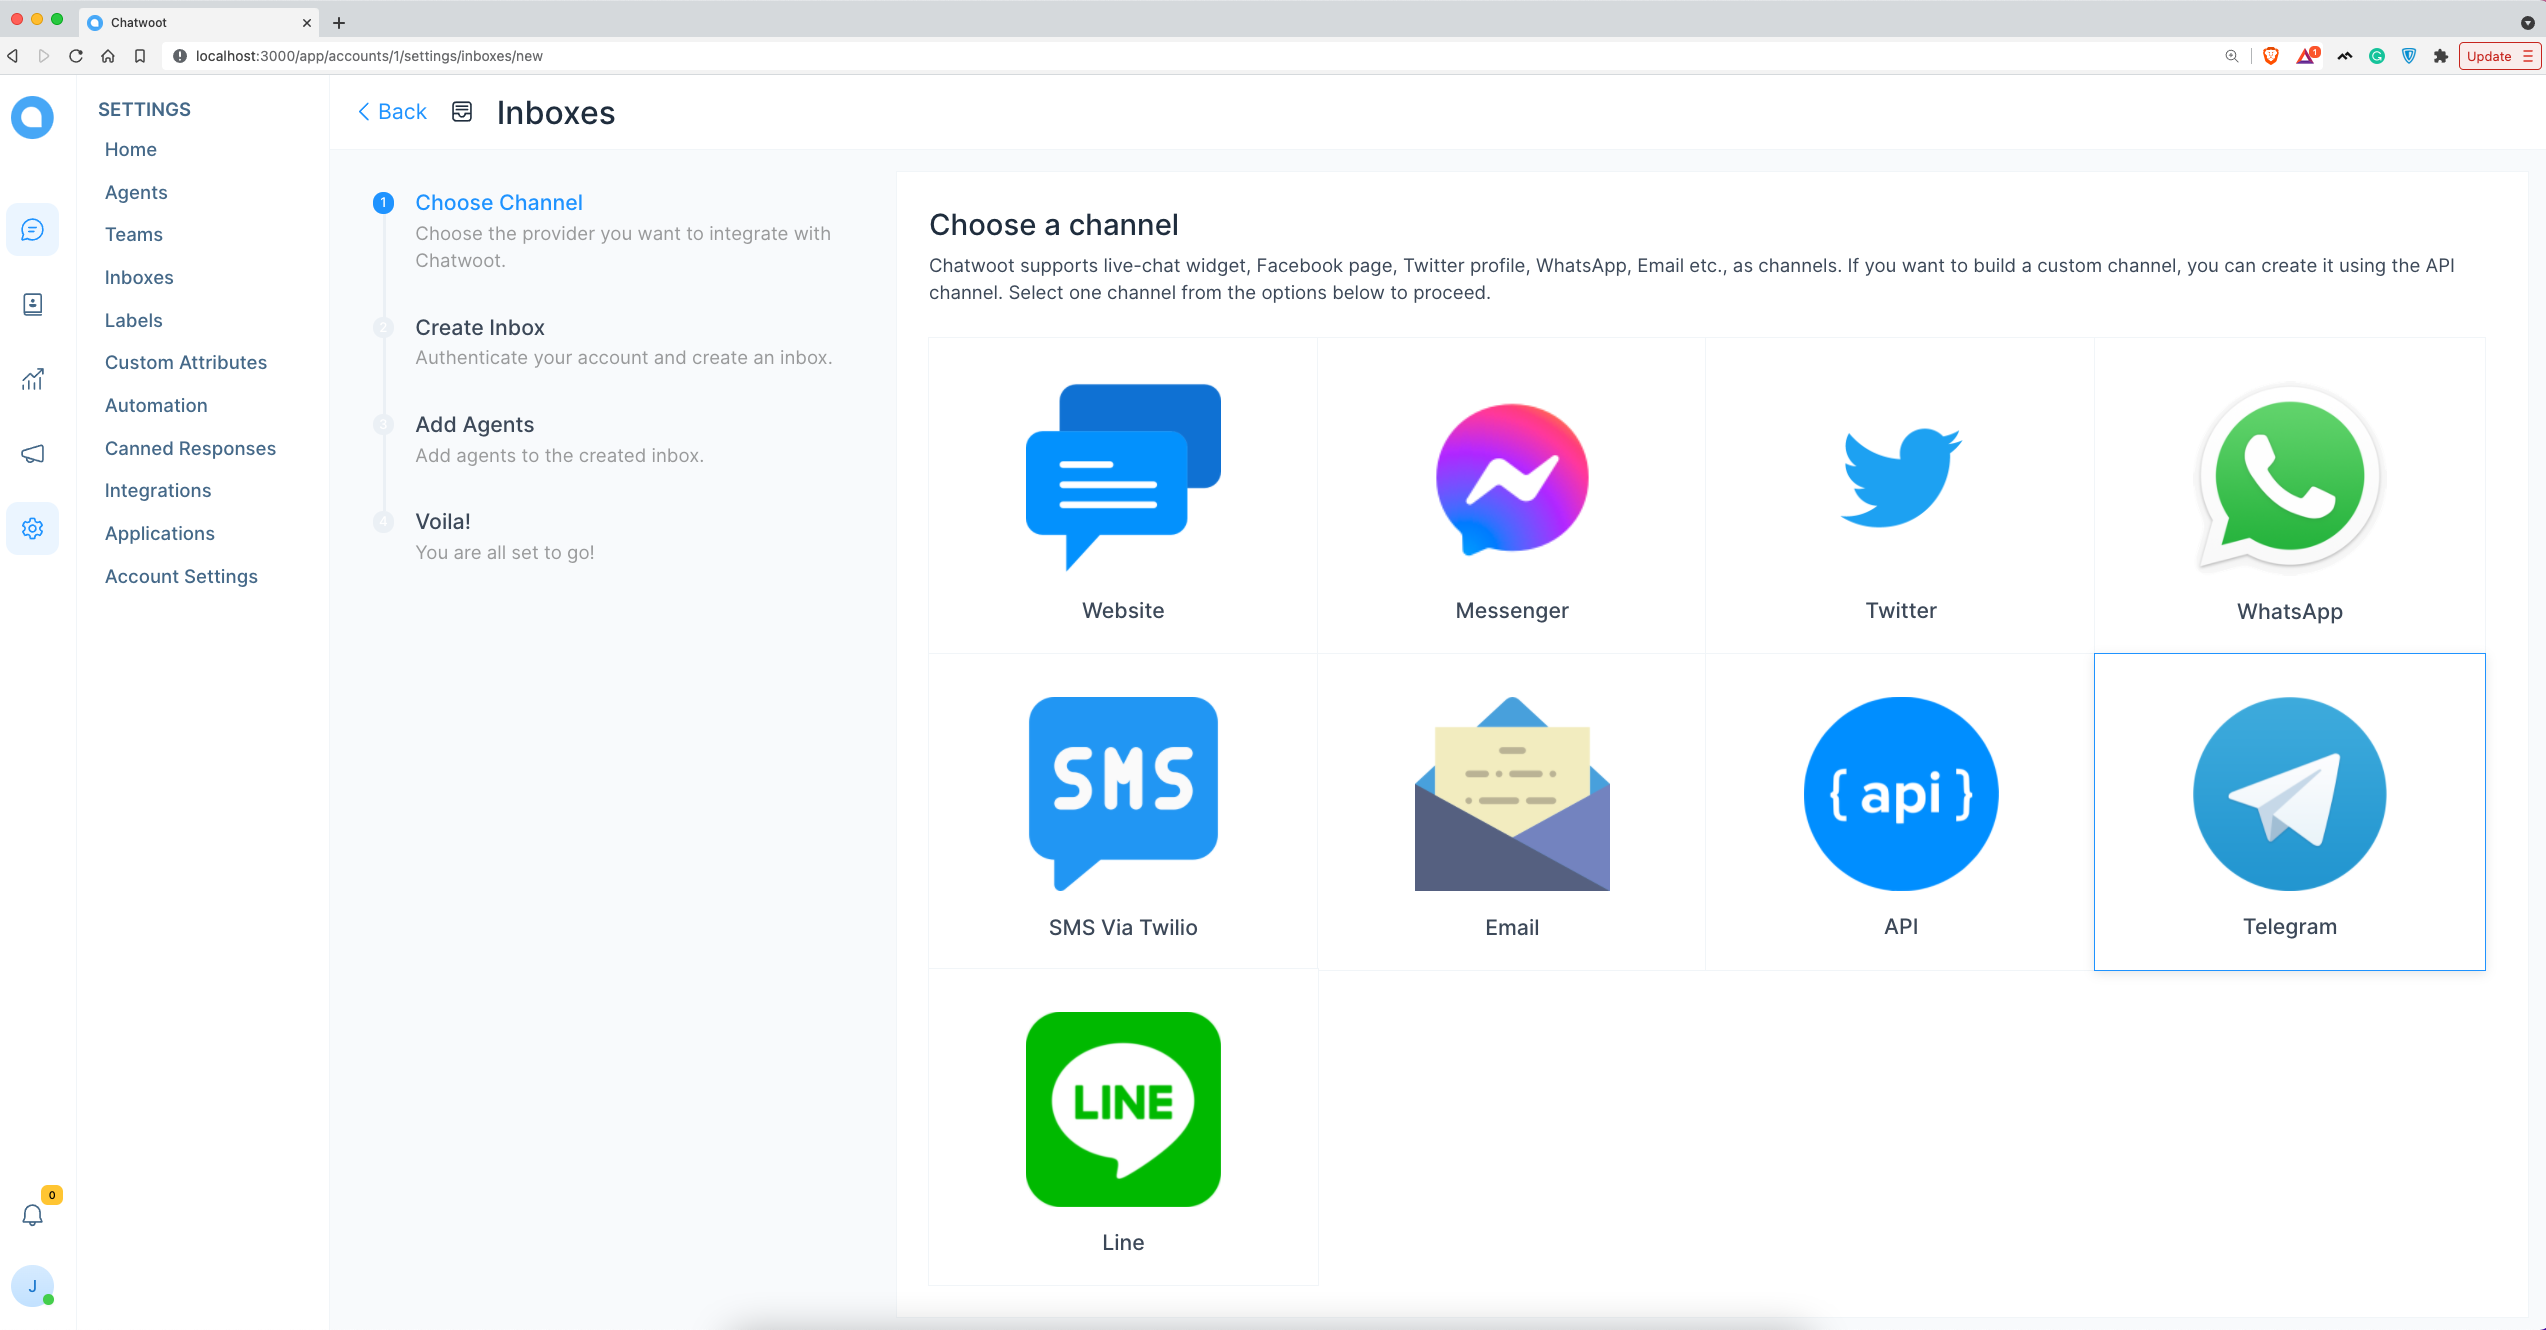 Chatwoot
localhost:3000/app/accounts/1/settings/inboxes/new
1
Update
SETTINGS
Home
Agents
Teams
Inboxes
Labels
Custom Attributes
Automation
Canned Responses
Integrations
Applications
Account Settings
0
J
Back
Inboxes
1
Choose Channel
Choose the provider you want to integrate with
Chatwoot.
2
Create Inbox
Authenticate your account and create an inbox.
3
Add Agents
Add agents to the created inbox.
4
Voila!
You are all set to go!
Choose a channel
Chatwoot supports live-chat widget, Facebook page, Twitter profile, WhatsApp, Email etc., as channels. If you want to build a custom channel, you can create it using the API
channel. Select one channel from the options below to proceed.
Website
Messenger
Twitter
WhatsApp
SMS
SMS Via Twilio
Email
{ api }
API
Telegram
LINE
Line